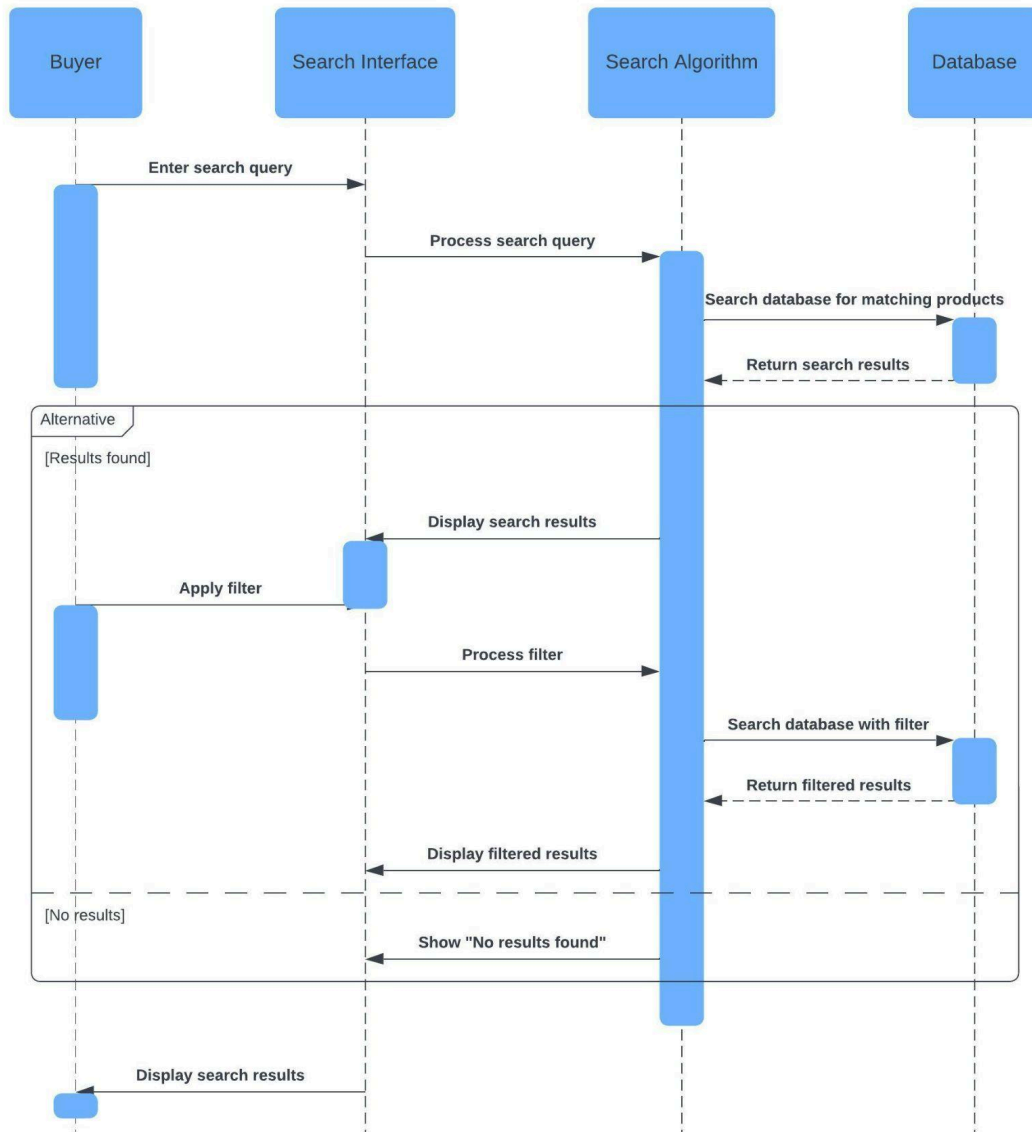 Buyer
Search Interface
Search Algorithm
Database
Enter search query
Process search query
Search database for matching products
Return search results
Alternative
[Results found]
Display search results
Apply filter
Process filter
Search database with filter
Return filtered results
Display filtered results
[No results]
Show "No results found"
Display search results